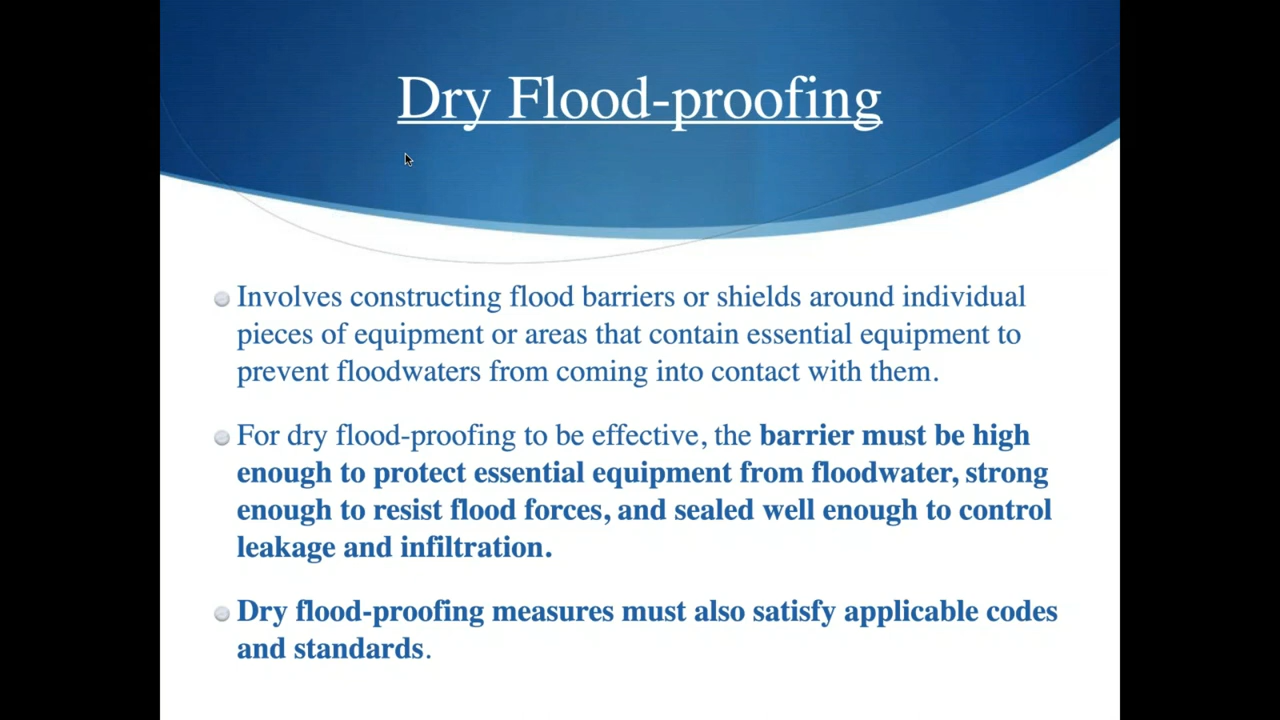 Dry Flood-proofing
Involves constructing flood barriers or shields around individual
pieces of equipment or areas that contain essential equipment to
prevent floodwaters from coming into contact with them.
For dry flood-proofing to be effective, the barrier must be high
enough to protect essential equipment from floodwater, strong
enough to resist flood forces, and sealed well enough to control
leakage and infiltration.
Dry flood-proofing measures must also satisfy applicable codes
and standards.